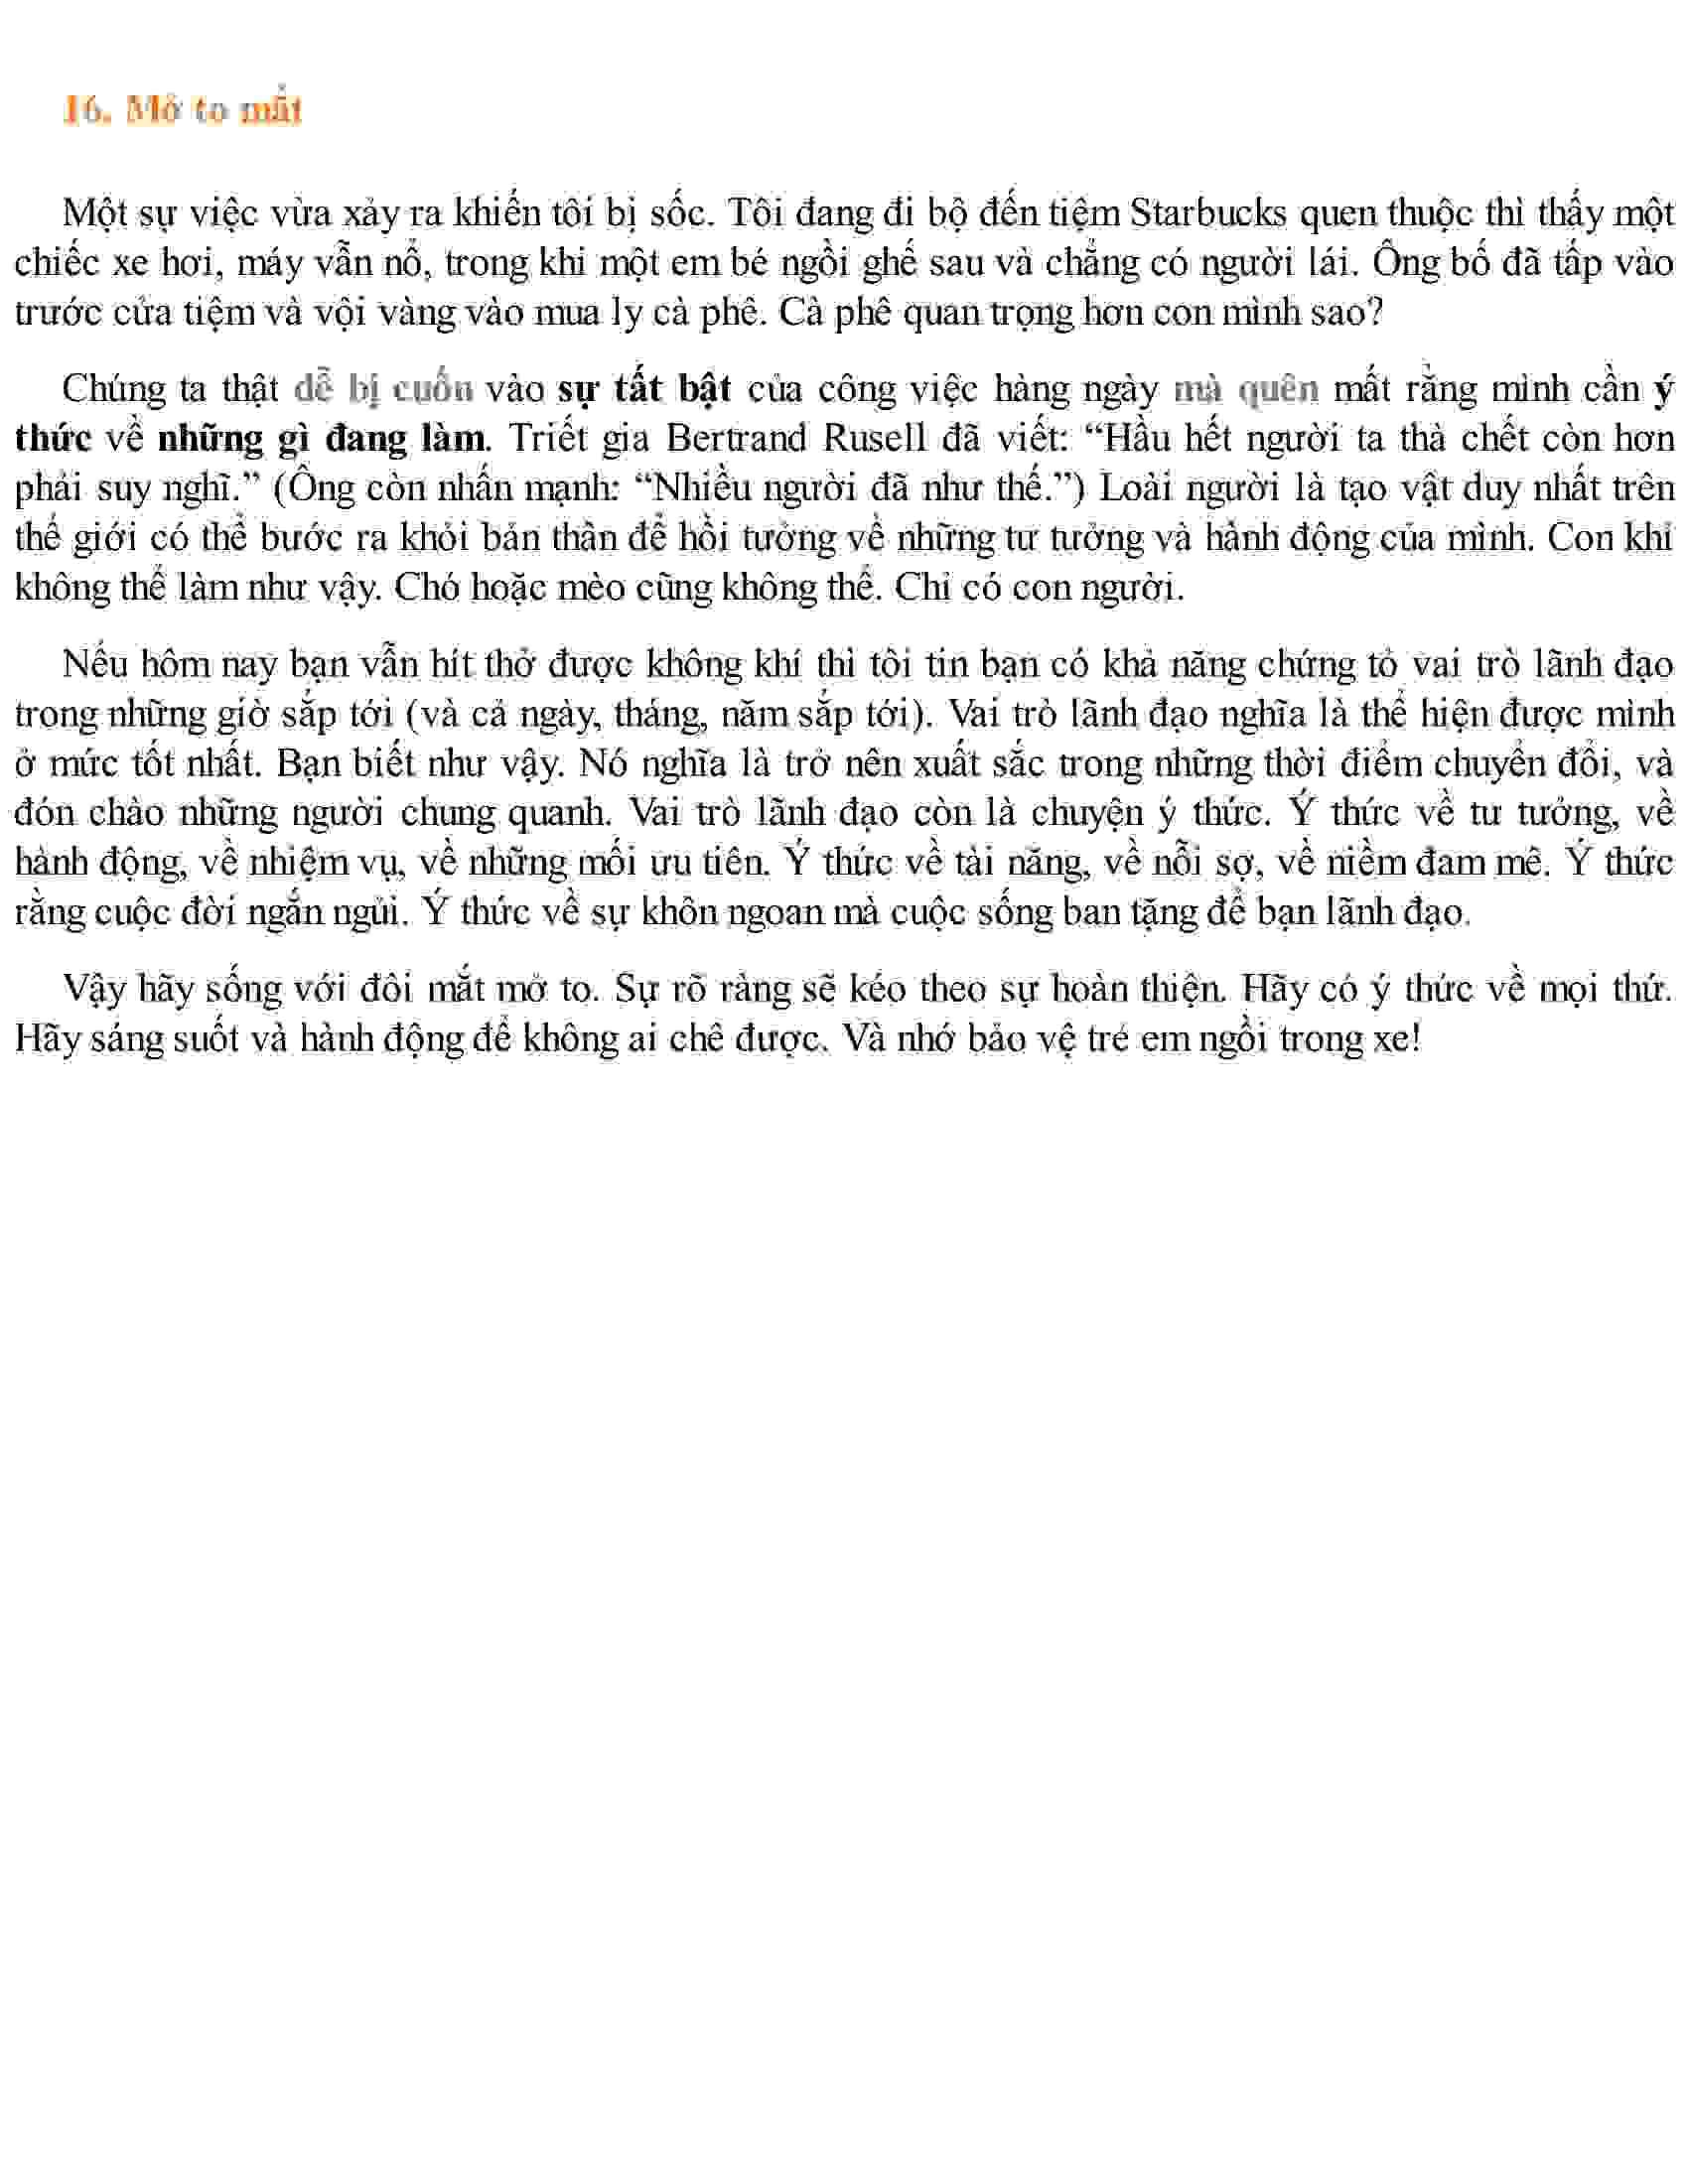 16. Mở to mắt
Một sự việc vừa xảy ra khiến tôi bị sốc. Tôi đang đi bộ đến tiệm Starbucks quen thuộc thì thấy một
chiếc xe hơi, máy vẫn nổ, trong khi một em bé ngồi ghế sau và chẳng có người lái. Ông bố đã tấp vào
trước cửa tiệm và vội vàng vào mua ly cà phê. Cà phê quan trọng hơn con mình sao?
Chúng ta thật dễ bị cuốn vào sự tất bật của công việc hàng ngày mà quên mất rằng mình cần ý
thức về những gì đang làm. Triết gia Bertrand Rusell đã viết: “Hầu hết người ta thà chết còn hơn
phải suy nghĩ.” (Ông còn nhấn mạnh: “Nhiều người đã như thế.”) Loài người là tạo vật duy nhất trên
thế giới có thể bước ra khỏi bản thân để hồi tưởng về những tư tưởng và hành động của mình. Con khỉ
không thể làm như vậy. Chó hoặc mèo cũng không thể. Chỉ có con người.
Nếu hôm nay bạn vẫn hít thở được không khí thì tôi tin bạn có khả năng chứng tỏ vai trò lãnh đạo
trong những giờ sắp tới (và cả ngày, tháng, năm sắp tới). Vai trò lãnh đạo nghĩa là thể hiện được mình
ở mức tốt nhất. Bạn biết như vậy. Nó nghĩa là trở nên xuất sắc trong những thời điểm chuyển đổi, và
đón chào những người chung quanh. Vai trò lãnh đạo còn là chuyện ý thức. Ý thức về tư tưởng, về
hành động, về nhiệm vụ, về những mối ưu tiên. Ý thức về tài năng, về nỗi sợ, về niềm đam mê. Ý thức
rằng cuộc đời ngắn ngủi. Ý thức về sự khôn ngoan mà cuộc sống ban tặng để bạn lãnh đạo.
Vậy hãy sống với đôi mắt mở to. Sự rõ ràng sẽ kéo theo sự hoàn thiện. Hãy có ý thức về mọi thứ.
Hãy sáng suốt và hành động để không ai chê được. Và nhớ bảo vệ trẻ em ngồi trong xe!